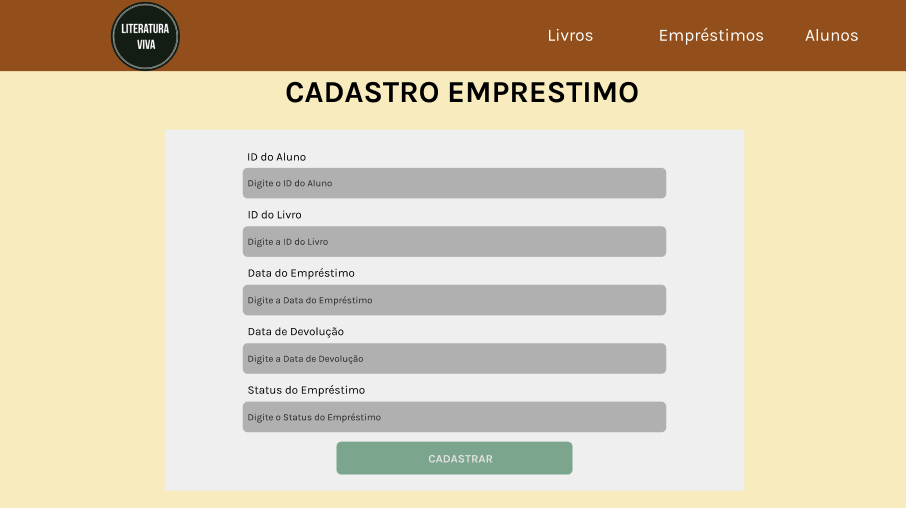 LITERATURA
VIVA
Livros
Empréstimos
Alunos
CADASTRO EMPRESTIMO
ID do Aluno
Digite o ID do Aluno
ID do Livro
Digite a ID do Livro
Data do Empréstimo
Digite a Data do Empréstimo
Data de Devolução
Digite a Data de Devolução
Status do Empréstimo
Digite o Status do Empréstimo
CADASTRAR